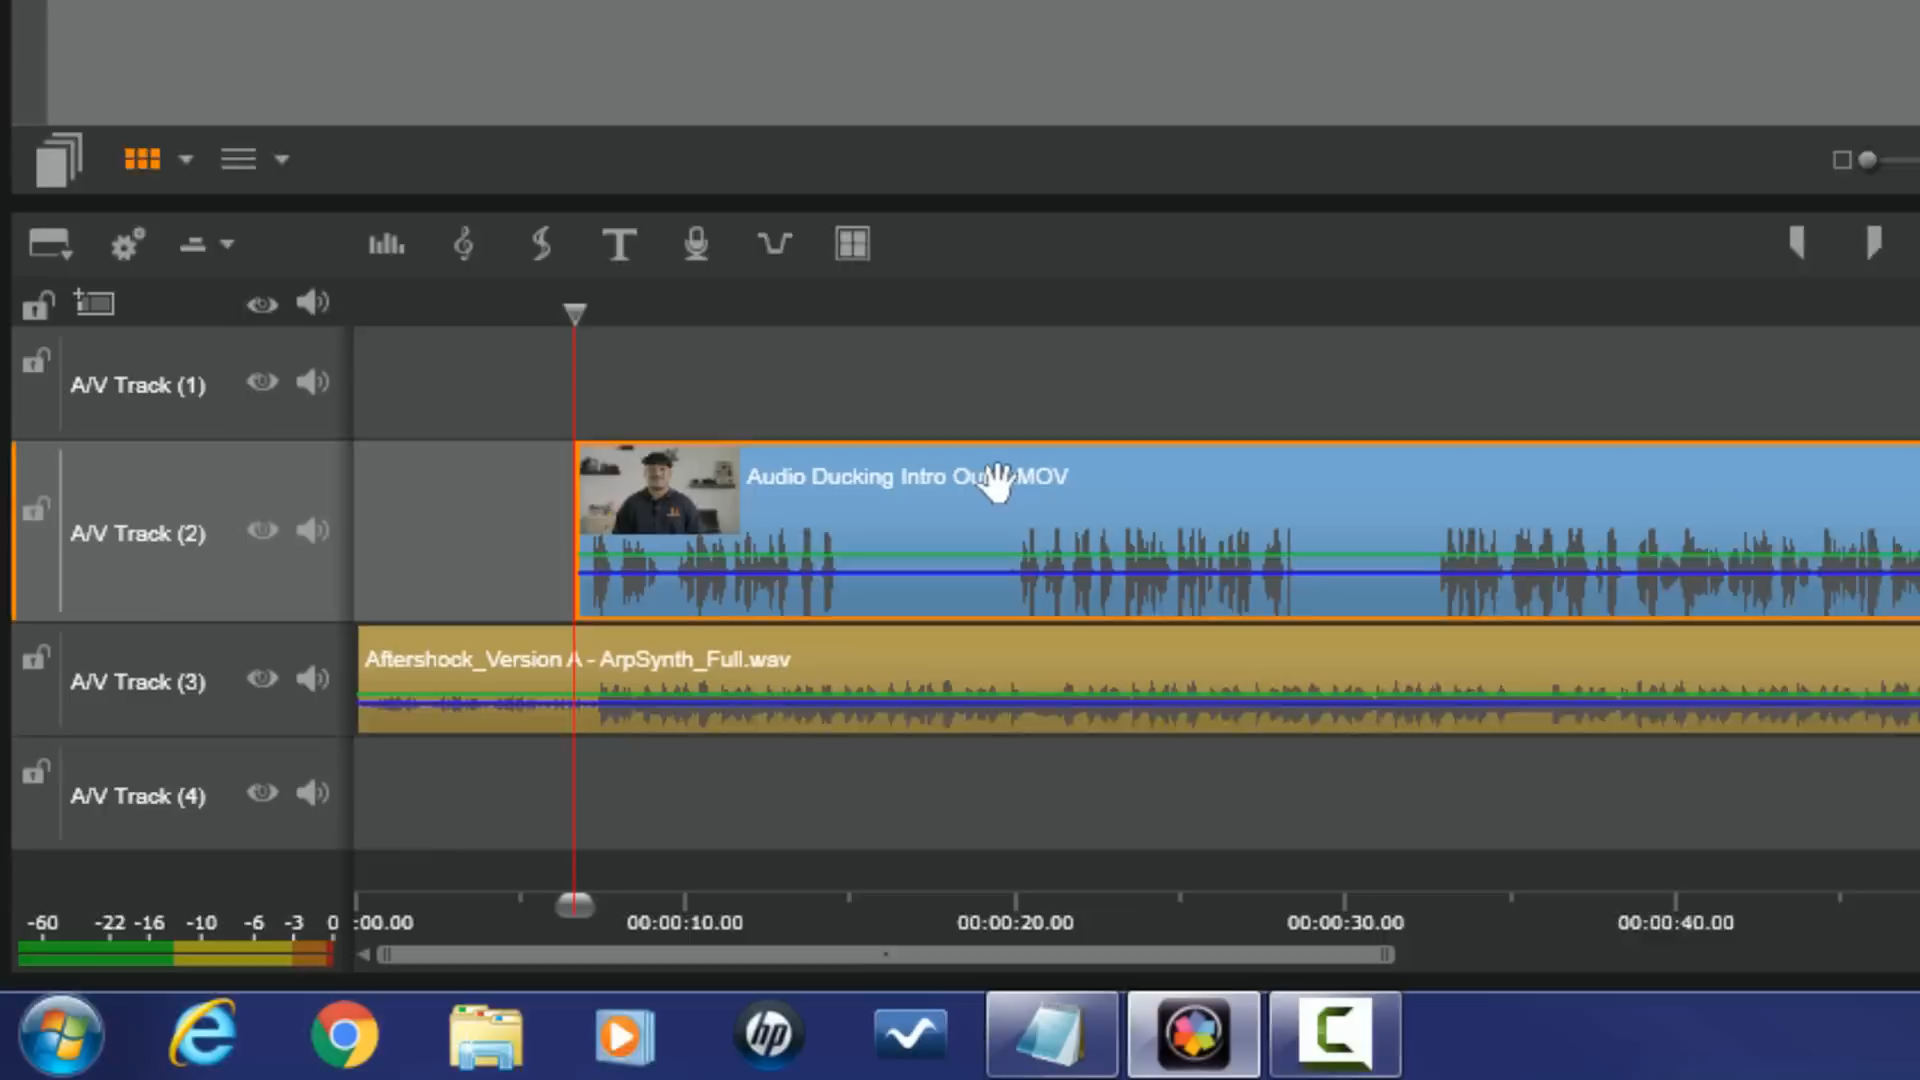 A/V Track (1)
Audio Ducking Intro Ou MOV
A/V Track (2)
Aftershock_Version A - ArpSynth_Full.wav
A/V Track (3)
A/V Track (4)
-60 -22 -16 -10 -6 -3 0
:00.00 00:00:10.00 00:00:20.00 00:00:30.00 00:00:40.00
hp